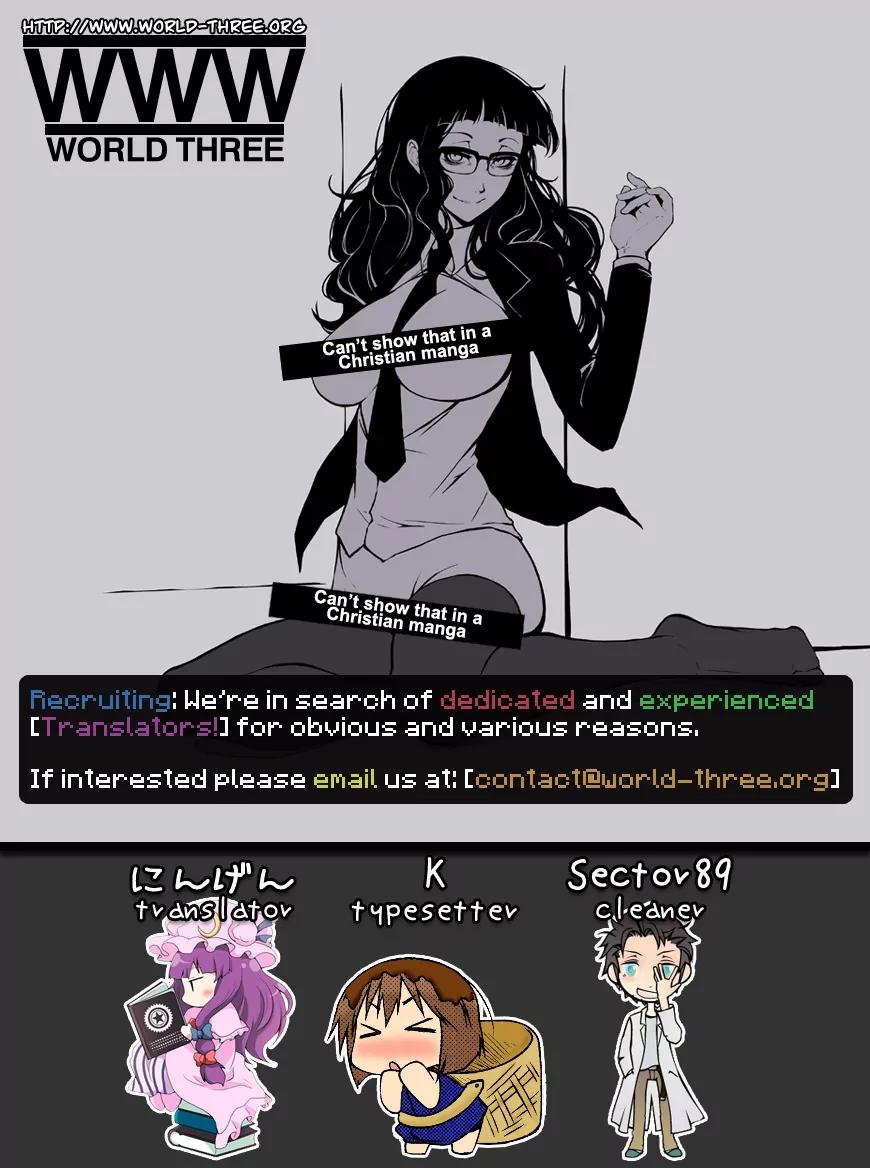 HTTP://WWW.WORLD-THREE.ORG
WWW
WORLD THREE
Can't show that in a
Christian manga
Can't show that in a
Christian manga
Recruiting: We're in search of dedicated and experienced
[Translators!] for obvious and various reasons.
If interested please email us at: [contact@world-three.org]
にんげん
translator
K
typesetter
Sector89
cleaner